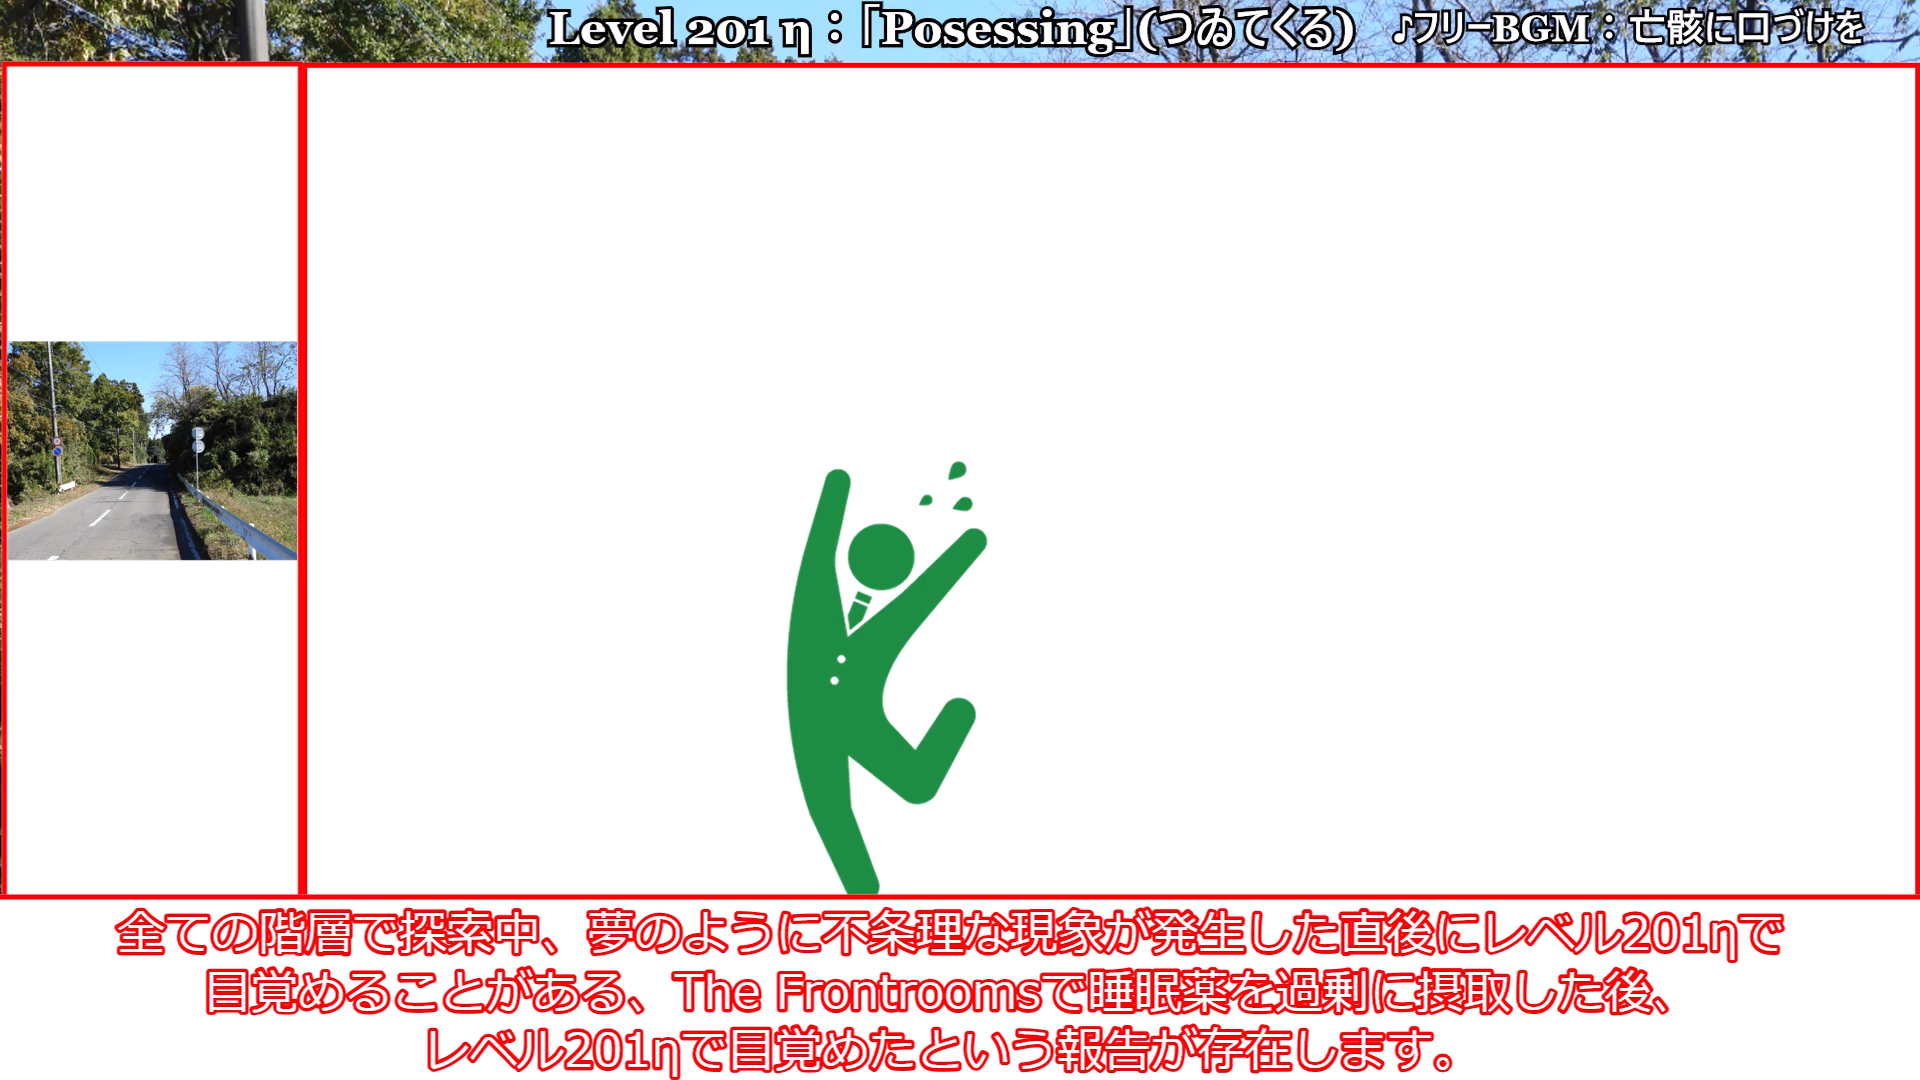 Level 201 η：｢Posessing｣(つゐてくる)　♪フリーBGM：亡骸に口づけを
全ての階層で探索中、夢のように不条理な現象が発生した直後にレベル201ηで
目覚めることがある、The Frontroomsで睡眠薬を過剰に摂取した後、
レベル201ηで目覚めたという報告が存在します。